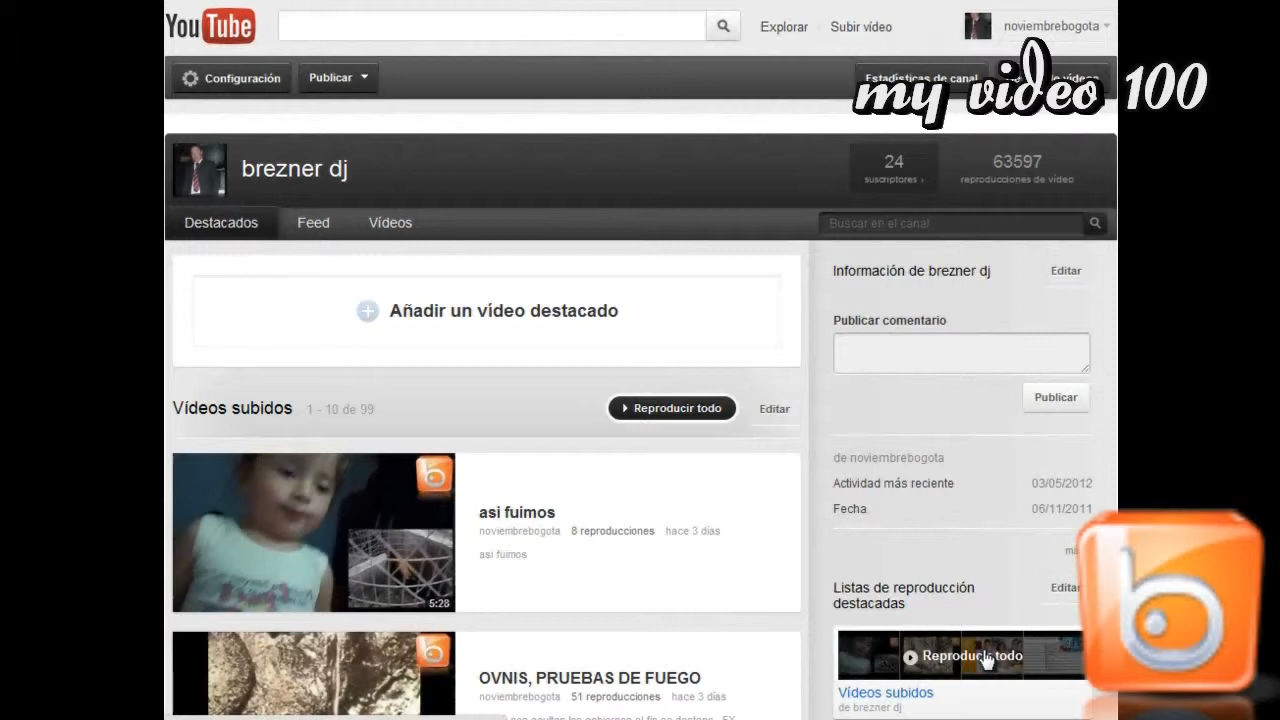 YouTube
Explorar
Subir vídeo
noviembrebogota
Configuración
Publicar
Estadísticas de canal
my video 100
brezner dj
24
suscriptores
63597
reproducciones de vídeo
Destacados
Feed
Vídeos
Buscar en el canal
Añadir un vídeo destacado
Información de brezner dj
Editar
Publicar comentario
Publicar
Vídeos subidos
1 - 10 de 99
Reproducir todo
Editar
de noviembrebogota
Actividad más reciente
03/05/2012
Fecha
06/11/2011
asi fuimos
noviembrebogota 8 reproducciones hace 3 días
asi fuimos
5:28
Listas de reproducción
destacadas
Editar
Reproducir todo
Vídeos subidos
de brezner dj
OVNIS, PRUEBAS DE FUEGO
noviembrebogota 51 reproducciones hace 3 días